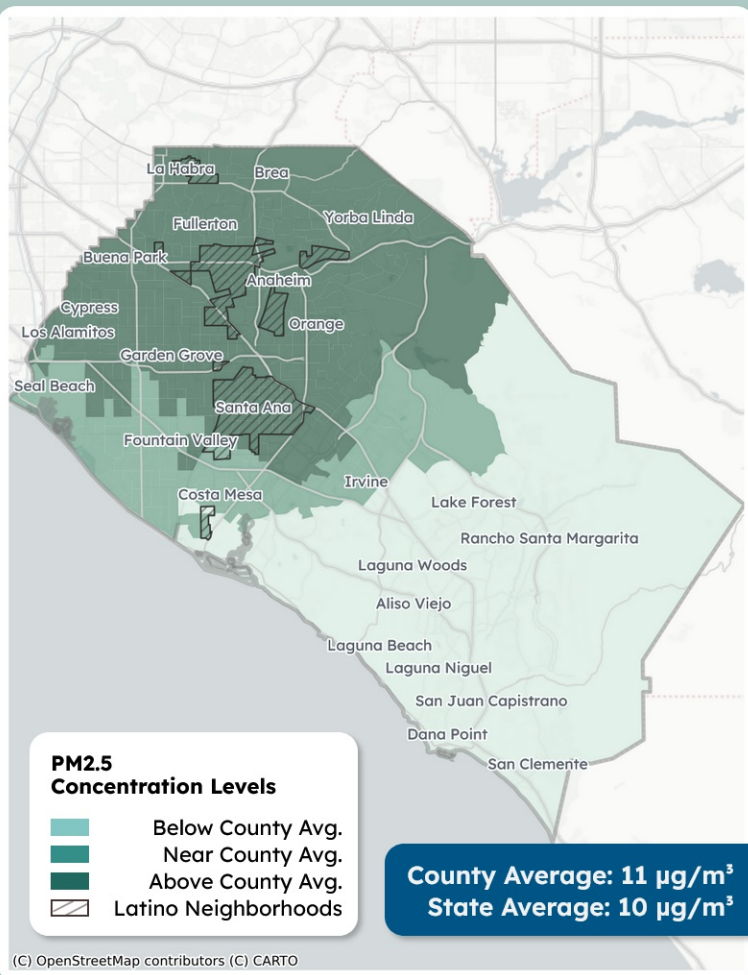 La Habra
Brea
Fullerton
Yorba Linda
Buena Park
Anaheim
Cypress
Orange
Los Alamitos
Garden Grove
Seal Beach
Santa Ana
Fountain Valley
Irvine
Costa Mesa
Lake Forest
Rancho Santa Margarita
Laguna Woods
Aliso Viejo
Laguna Beach
Laguna Niguel
San Juan Capistrano
Dana Point
San Clemente
PM2.5
Concentration Levels
Below County Avg.
Near County Avg.
Above County Avg.
Latino Neighborhoods
County Average: 11 µg/m³
State Average: 10 µg/m³
(C) OpenStreetMap contributors (C) CARTO